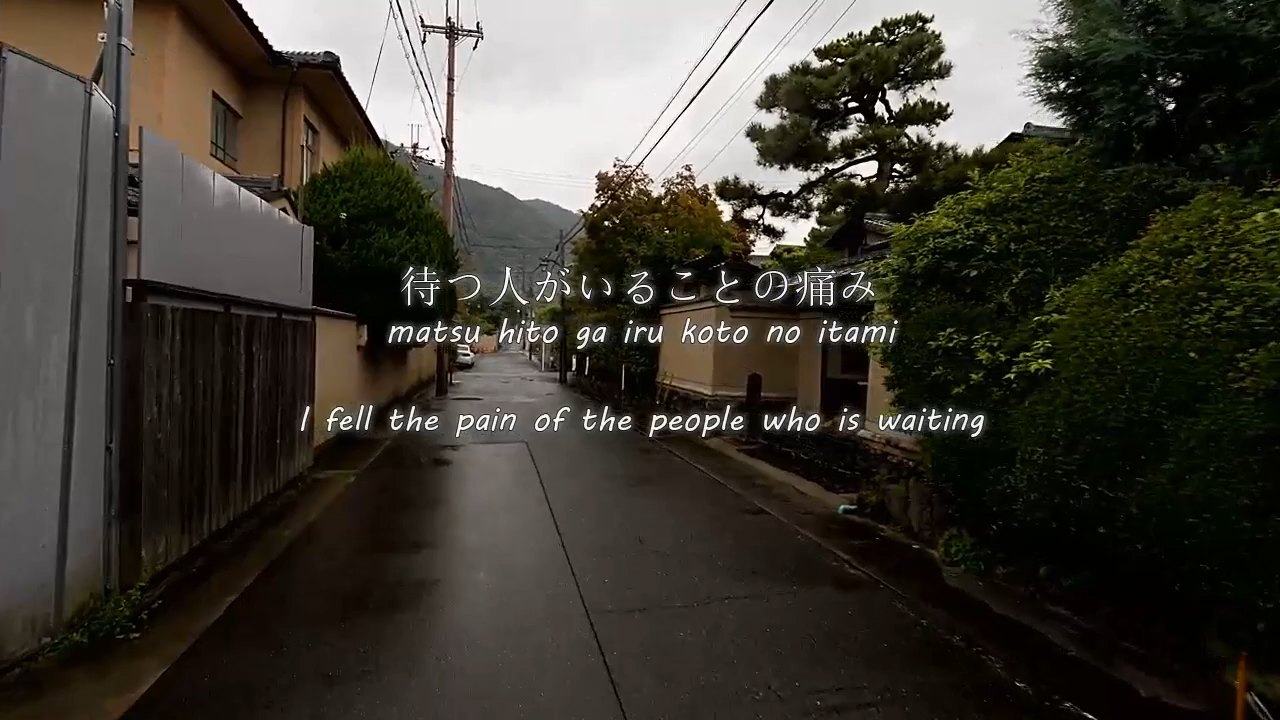 待つ人がいることの痛み
matsu hito ga iru koto no itami
I fell the pain of the people who is waiting